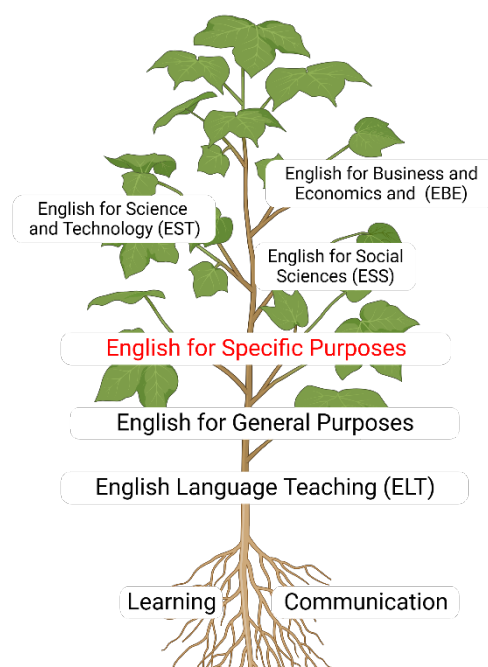 English for Business and
Economics and  (EBE)
English for Science
and Technology (EST)
English for Social
Sciences (ESS)
English for Specific Purposes
English for General Purposes
English Language Teaching (ELT)
Learning
Communication